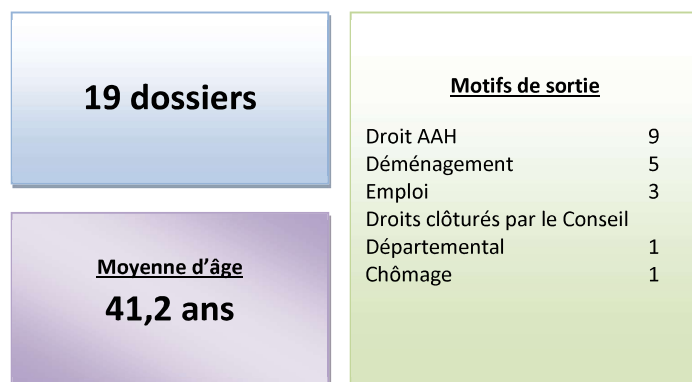 19 dossiers
Moyenne d'âge
41,2 ans
Motifs de sortie
Droit AAH 9
Déménagement 5
Emploi 3
Droits clôturés par le Conseil
Départemental 1
Chômage 1